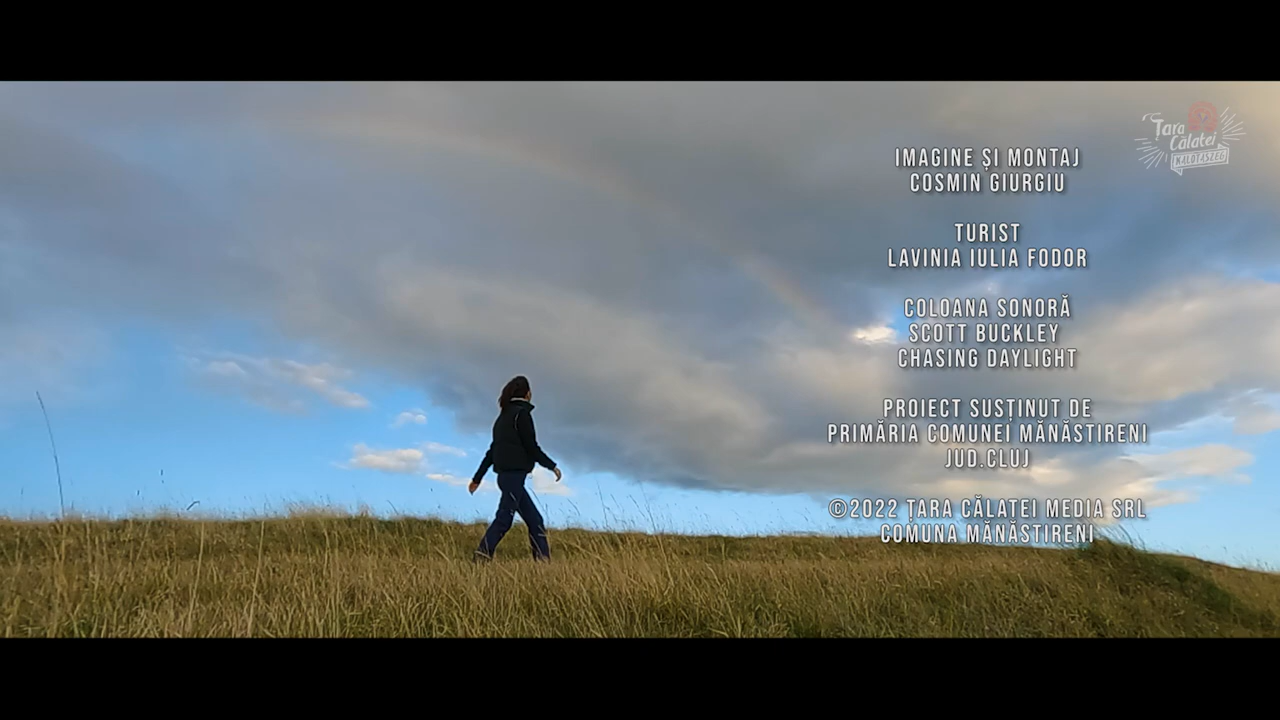 Țara
Călatei
KALOTASZEG
IMAGINE ȘI MONTAJ
COSMIN GIURGIU
TURIST
LAVINIA IULIA FODOR
COLOANA SONORĂ
SCOTT BUCKLEY
CHASING DAYLIGHT
PROIECT SUSȚINUT DE
PRIMĂRIA COMUNEI MĂNĂSTIRENI
JUD.CLUJ
©2022 ȚARA CĂLATEI MEDIA SRL
COMUNA MĂNĂSTIRENI